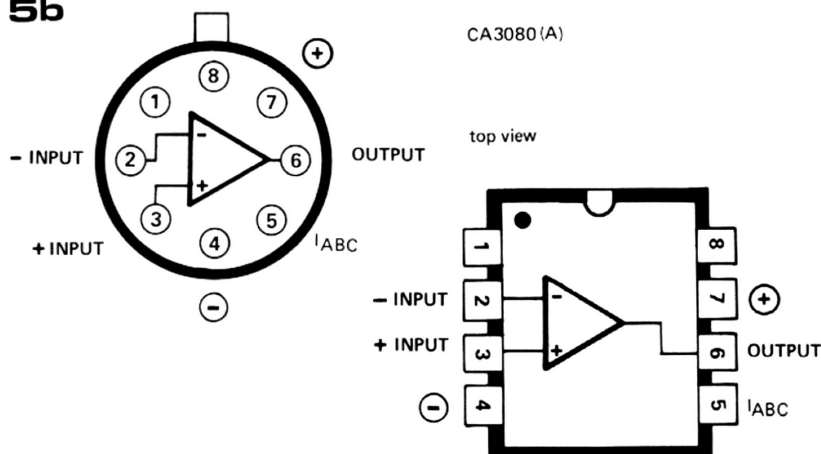 5b
CA3080 (A)
+
8
1
7
top view
- INPUT
2
-
6
OUTPUT
+
3
5
+ INPUT
4
IABC
-
1
8
- INPUT
2
-
7
+
+ INPUT
3
+
6
OUTPUT
-
4
5
IABC